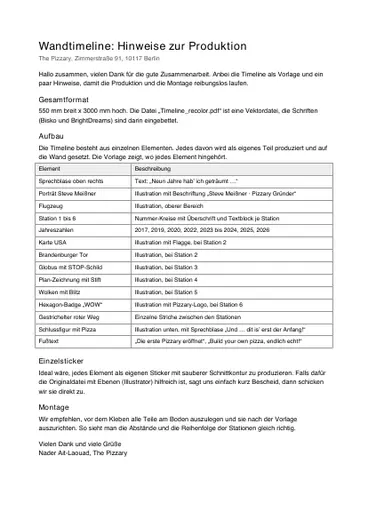 Wandtimeline: Hinweise zur Produktion
The Pizzary, Zimmerstraße 91, 10117 Berlin
Hallo zusammen, vielen Dank für die gute Zusammenarbeit. Anbei die Timeline als Vorlage und ein
paar Hinweise, damit die Produktion und die Montage reibungslos laufen.
Gesamtformat
550 mm breit x 3000 mm hoch. Die Datei „Timeline_recolor.pdf“ ist eine Vektordatei, die Schriften
(Bisko und BrightDreams) sind darin eingebettet.
Aufbau
Die Timeline besteht aus einzelnen Elementen. Jedes davon wird als eigenes Teil produziert und auf
die Wand gesetzt. Die Vorlage zeigt, wo jedes Element hingehört.
Element Beschreibung
Sprechblase oben rechts Text: „Neun Jahre hab' ich geträumt ...“
Porträt Steve Meißner Illustration mit Beschriftung „Steve Meißner - Pizzary Gründer“
Flugzeug Illustration, oberer Bereich
Station 1 bis 6 Nummer-Kreise mit Überschrift und Textblock je Station
Jahreszahlen 2017, 2019, 2020, 2022, 2023 bis 2024, 2025, 2026
Karte USA Illustration mit Flagge, bei Station 2
Brandenburger Tor Illustration, bei Station 2
Globus mit STOP-Schild Illustration, bei Station 3
Plan-Zeichnung mit Stift Illustration, bei Station 4
Wolken mit Blitz Illustration, bei Station 5
Hexagon-Badge „WOW“ Illustration mit Pizzary-Logo, bei Station 6
Gestrichelter roter Weg Einzelne Striche zwischen den Stationen
Schlussfigur mit Pizza Illustration unten, mit Sprechblase „Und ... dit is' erst der Anfang!“
Fußtext „Die erste Pizzary eröffnet“, „Build your own pizza, endlich echt!“
Einzelsticker
Ideal wäre, jedes Element als eigenen Sticker mit sauberer Schnittkontur zu produzieren. Falls dafür
die Originaldatei mit Ebenen (Illustrator) hilfreich ist, sagt uns einfach kurz Bescheid, dann schicken
wir sie direkt zu.
Montage
Wir empfehlen, vor dem Kleben alle Teile am Boden auszulegen und sie nach der Vorlage
auszurichten. So sieht man die Abstände und die Reihenfolge der Stationen gleich richtig.
Vielen Dank und viele Grüße
Nader Ait-Laouad, The Pizzary